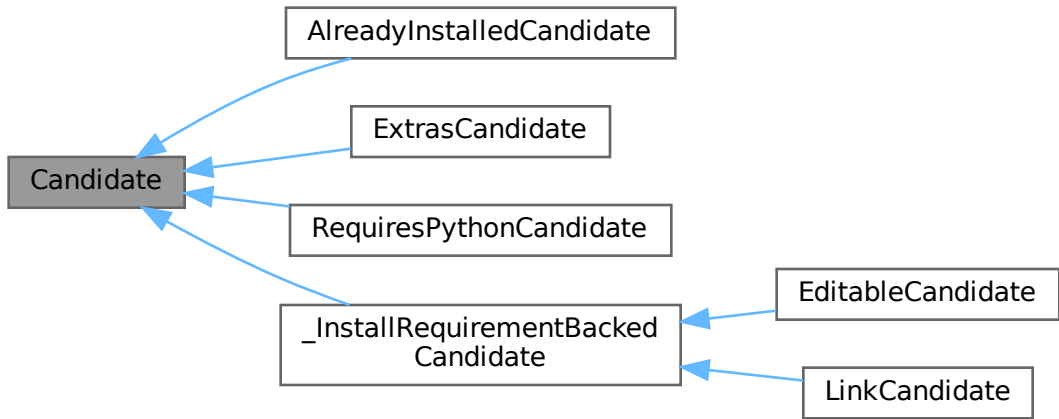 AlreadyInstalledCandidate
ExtrasCandidate
Candidate
RequiresPythonCandidate
_InstallRequirementBacked
Candidate
EditableCandidate
LinkCandidate